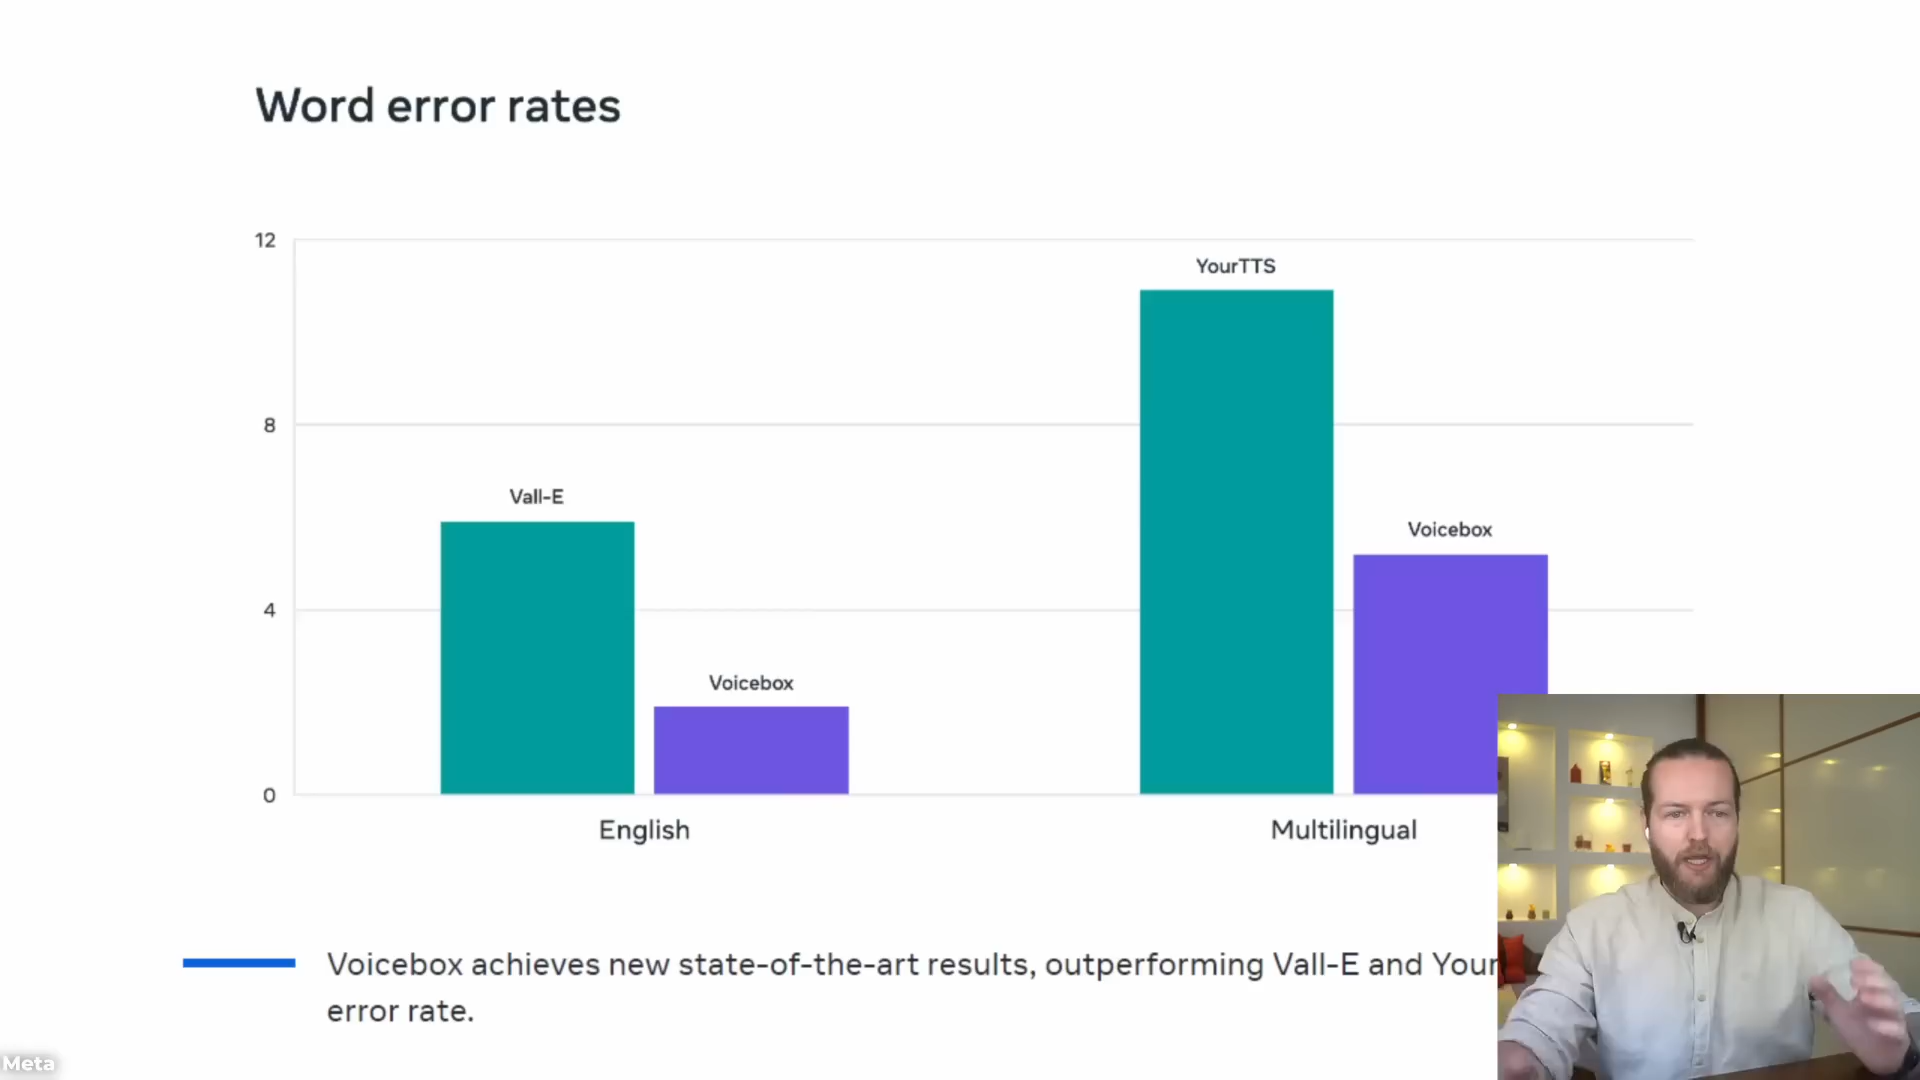 Word error rates
12
YourTTS
8
Vall-E
Voicebox
4
Voicebox
0
English
Multilingual
Voicebox achieves new state-of-the-art results, outperforming Vall-E and Your
error rate.
Meta